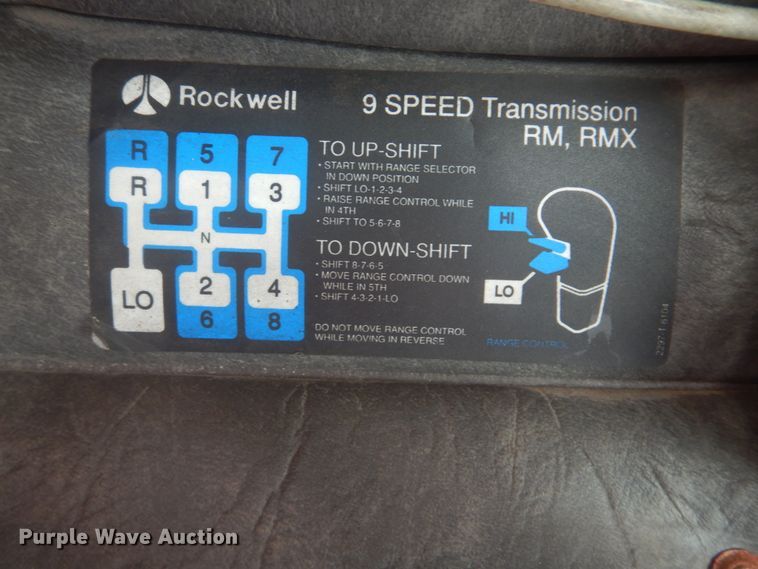 Rockwell
9 SPEED Transmission
RM, RMX
R 5 7
R 1 3
N
LO 2 4
6 8
TO UP-SHIFT
• START WITH RANGE SELECTOR
IN DOWN POSITION
• SHIFT LO-1-2-3-4
• RAISE RANGE CONTROL WHILE
IN 4TH
• SHIFT TO 5-6-7-8
TO DOWN-SHIFT
• SHIFT 8-7-6-5
• MOVE RANGE CONTROL DOWN
WHILE IN 5TH
• SHIFT 4-3-2-1-LO
DO NOT MOVE RANGE CONTROL
WHILE MOVING IN REVERSE
HI
LO
RANGE CONTROL
Purple Wave Auction